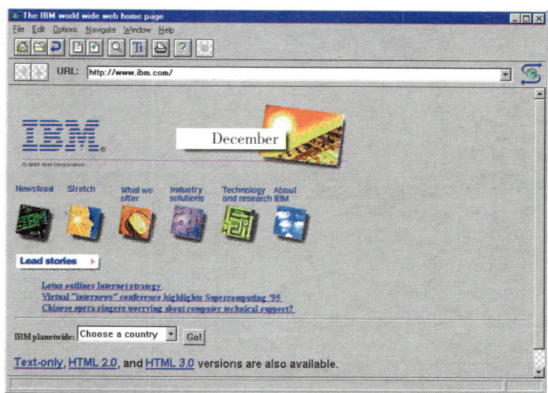 The IBM world wide web home page
File Edit Options Navigate Window Help
URL: http://www.ibm.com/
IBM®
December
© 1995 IBM Corporation
Newsfeed Stretch What we offer Industry solutions Technology and research About IBM
Lead stories
Lotus outlines Internet strategy.
Virtual "internews" conference highlights Supercomputing '95.
Chinese opera singers worrying about computer technical support?
IBM planetwide: Choose a country Go!
Text-only, HTML 2.0, and HTML 3.0 versions are also available.